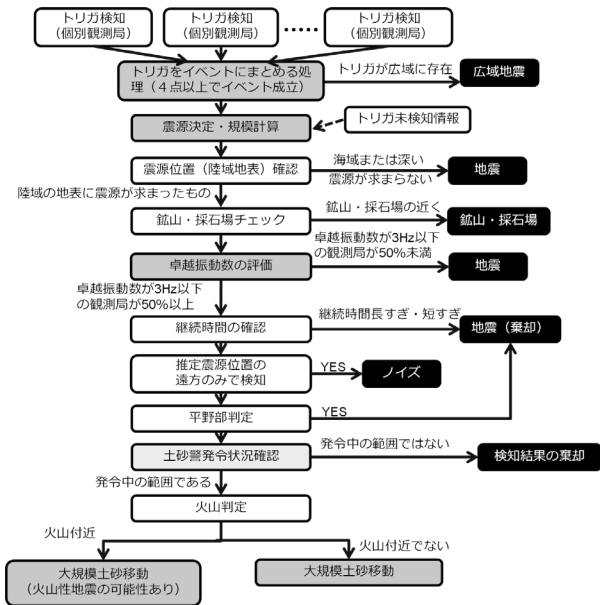 トリガ検知
（個別観測局）
トリガ検知
（個別観測局）
‥‥‥
トリガ検知
（個別観測局）
トリガをイベントにまとめる処
理（４点以上でイベント成立）
トリガが広域に存在
広域地震
震源決定・規模計算
トリガ未検知情報
震源位置（陸域地表）確認
海域または深い
震源が求まらない
地震
陸域の地表に震源が求まったもの
鉱山・採石場チェック
鉱山・採石場の近く
鉱山・採石場
卓越振動数の評価
卓越振動数が3Hz以下
の観測局が50%未満
地震
卓越振動数が3Hz以下
の観測局が50%以上
継続時間の確認
継続時間長すぎ・短すぎ
地震（棄却）
推定震源位置の
遠方のみで検知
YES
ノイズ
平野部判定
YES
土砂警発令状況確認
発令中の範囲ではない
検知結果の棄却
発令中の範囲である
火山判定
火山付近
火山付近でない
大規模土砂移動
（火山性地震の可能性あり）
大規模土砂移動